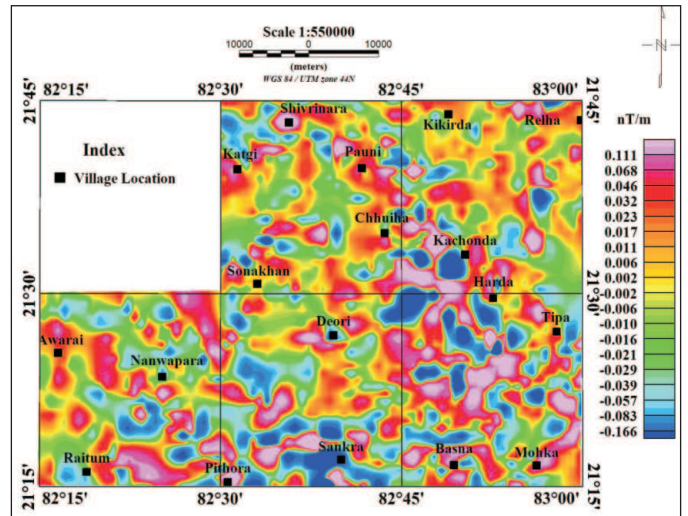 Scale 1:550000
10000 0 10000
(meters)
WGS 84 / UTM zone 44N
N
82°15' 82°30' 82°45' 83°00'
21°45' 21°45'
nT/m
Index
Village Location
Shivrinara
Kikirda
Relha
Katgi
Pauni
Chhuiha
Kachonda
Sonakhan
Harda
21°30' 21°30'
Deori
Tipa
Awarai
Nanwapara
Raitum
Pithora
Sankra
Basna
Mohka
21°15' 21°15'
82°15' 82°30' 82°45' 83°00'
0.111
0.068
0.046
0.032
0.023
0.017
0.011
0.006
0.002
-0.002
-0.006
-0.010
-0.016
-0.021
-0.029
-0.039
-0.057
-0.083
-0.166